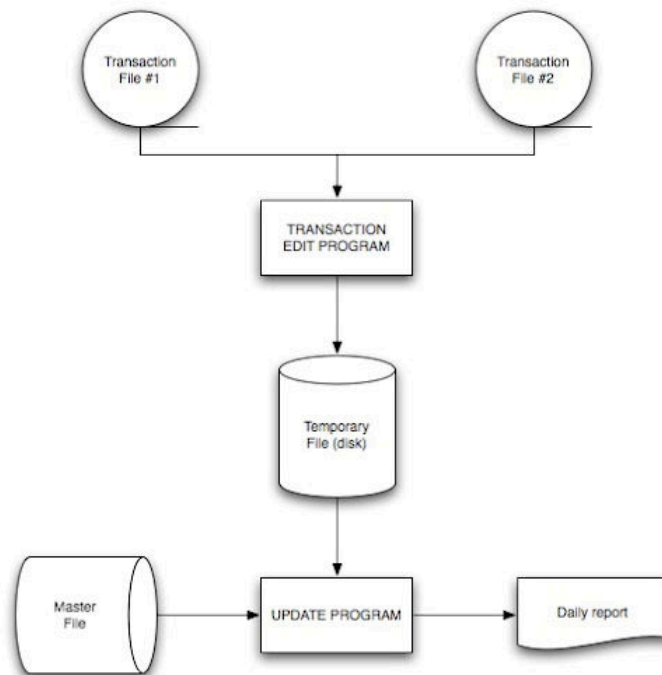 Transaction
File #1
Transaction
File #2
TRANSACTION
EDIT PROGRAM
Temporary
File (disk)
Master
File
UPDATE PROGRAM
Daily report